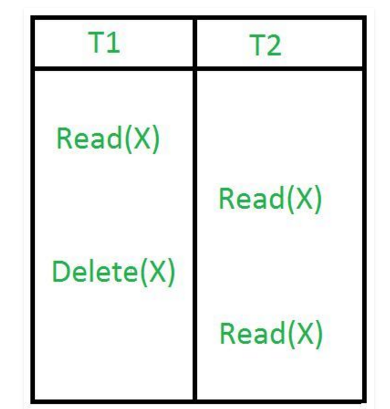 T1 T2
Read(X)
Read(X)
Delete(X)
Read(X)